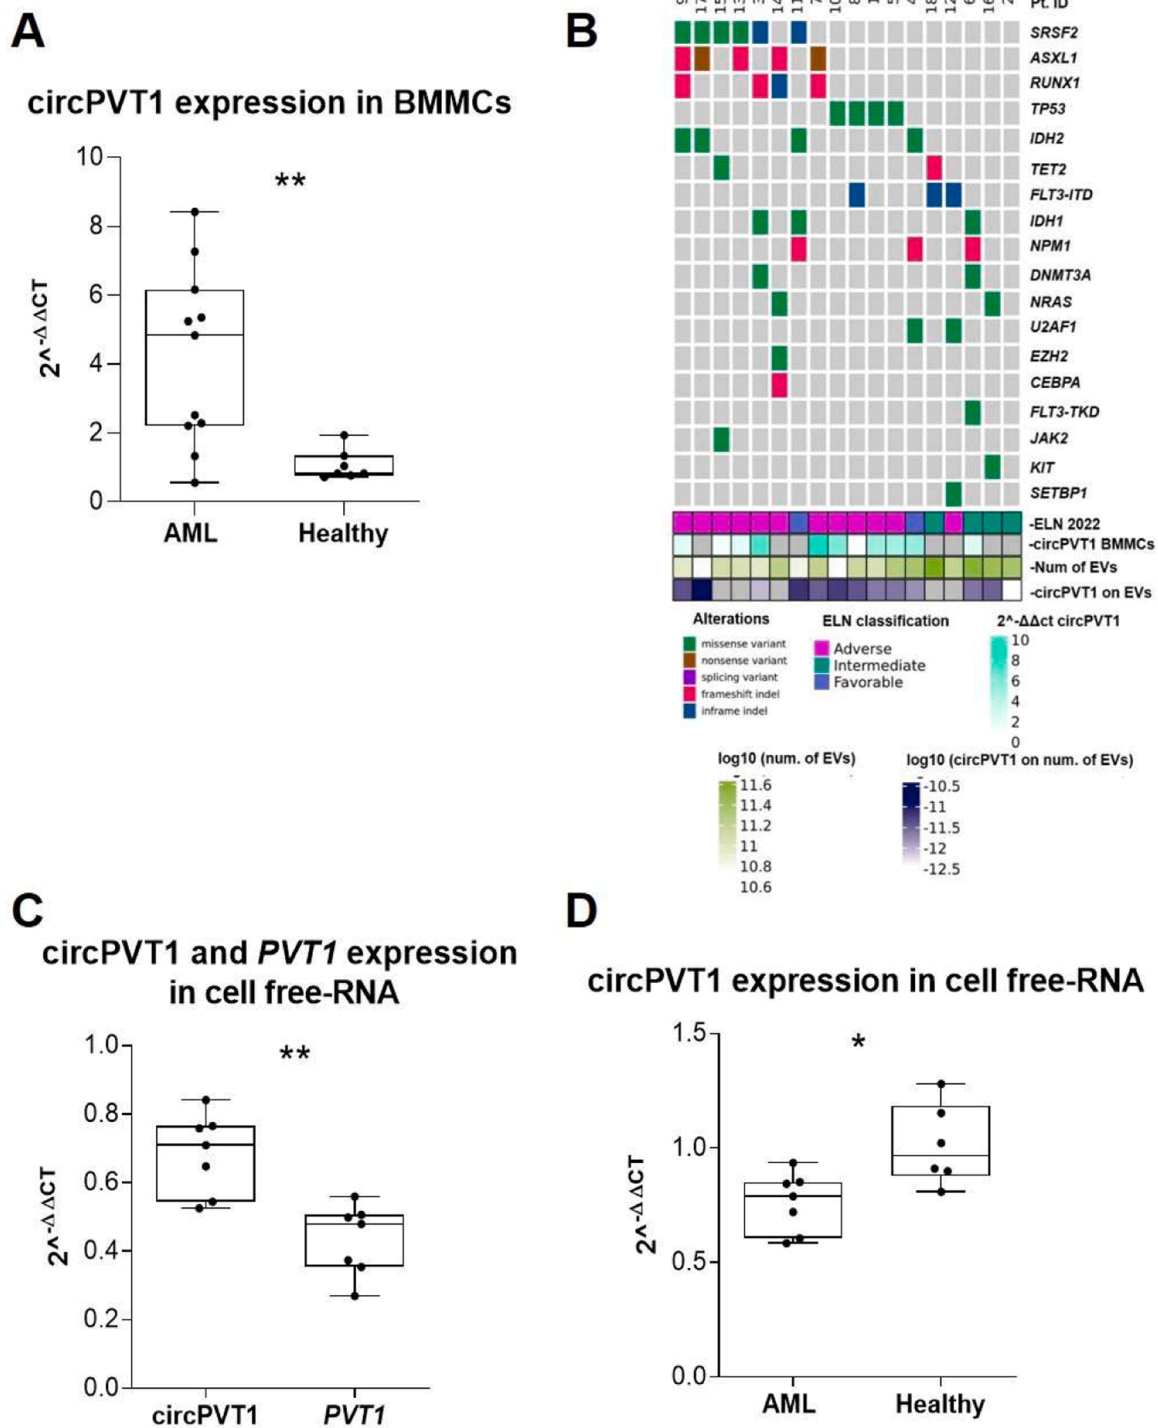 A
circPVT1 expression in BMMCs
10
8
6
4
2
0
2^-Δ ΔCT
**
AML
Healthy
B
Pt. ID
SRSF2
ASXL1
RUNX1
TP53
IDH2
TET2
FLT3-ITD
IDH1
NPM1
DNMT3A
NRAS
U2AF1
EZH2
CEBPA
FLT3-TKD
JAK2
KIT
SETBP1
-ELN 2022
-circPVT1 BMMCs
-Num of EVs
-circPVT1 on EVs
Alterations
missense variant
nonsense variant
splicing variant
frameshift indel
inframe indel
ELN classification
Adverse
Intermediate
Favorable
2^-ΔΔct circPVT1
10
8
6
4
2
0
log10 (num. of EVs)
11.6
11.4
11.2
11
10.8
10.6
log10 (circPVT1 on num. of EVs)
-10.5
-11
-11.5
-12
-12.5
C
circPVT1 and PVT1 expression
in cell free-RNA
1.0
0.8
0.6
0.4
0.2
0.0
2^-Δ ΔCT
**
circPVT1
PVT1
D
circPVT1 expression in cell free-RNA
1.5
1.0
0.5
0.0
2^-Δ ΔCT
*
AML
Healthy